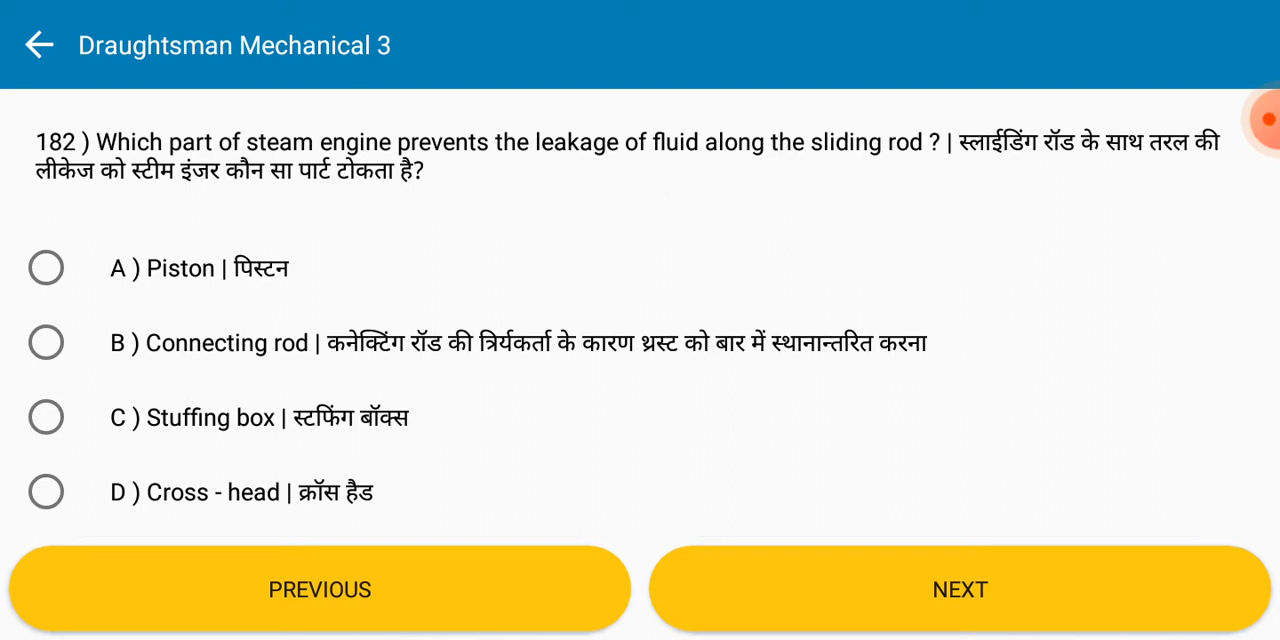 Draughtsman Mechanical 3
182 ) Which part of steam engine prevents the leakage of fluid along the sliding rod ? | स्लाईडिंग रॉड के साथ तरल की
लीकेज को स्टीम इंजर कौन सा पार्ट टोकता है?
A ) Piston | पिस्टन
B ) Connecting rod | कनेक्टिंग रॉड की त्रिर्यकर्ता के कारण थ्रस्ट को बार में स्थानान्तरित करना
C ) Stuffing box | स्टफिंग बॉक्स
D ) Cross - head | क्रॉस हैड
PREVIOUS
NEXT